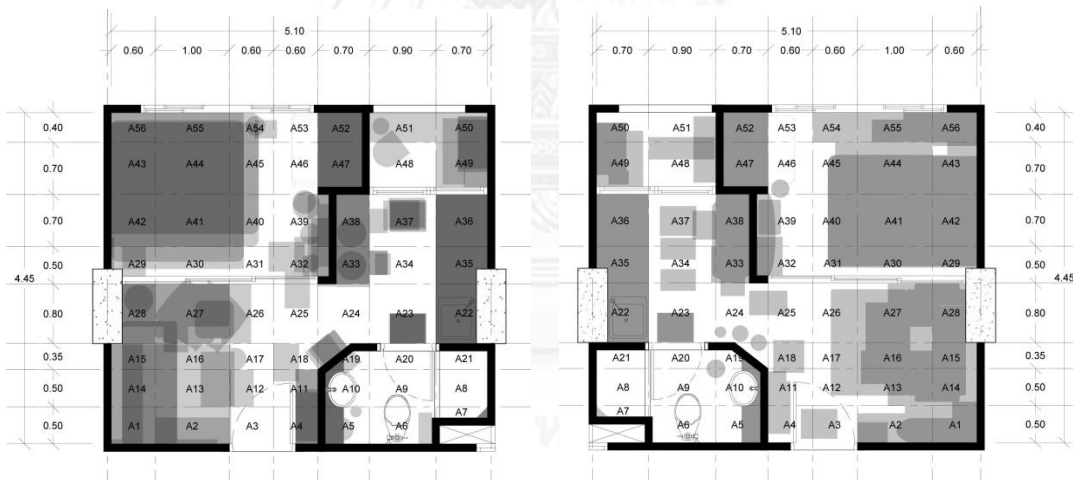 5.10 5.10
0.60 1.00 0.60 0.60 0.70 0.90 0.70 0.70 0.90 0.70 0.60 0.60 1.00 0.60
0.40 A56 A55 A54 A53 A52 A51 A50 A50 A51 A52 A53 A54 A55 A56 0.40
0.70 A43 A44 A45 A46 A47 A48 A49 A49 A48 A47 A46 A45 A44 A43 0.70
0.70 A42 A41 A40 A39 A38 A37 A36 A36 A37 A38 A39 A40 A41 A42 0.70
0.50 A29 A30 A31 A32 A33 A34 A35 A35 A34 A33 A32 A31 A30 A29 0.50
4.45 4.45
0.80 A28 A27 A26 A25 A24 A23 A22 A22 A23 A24 A25 A26 A27 A28 0.80
0.35 A15 A16 A17 A18 A19 A20 A21 A21 A20 A19 A18 A17 A16 A15 0.35
0.50 A14 A13 A12 A11 A10 A9 A8 A8 A9 A10 A11 A12 A13 A14 0.50
A7 A7
0.50 A1 A2 A3 A4 A5 A6 A6 A5 A4 A3 A2 A1 0.50